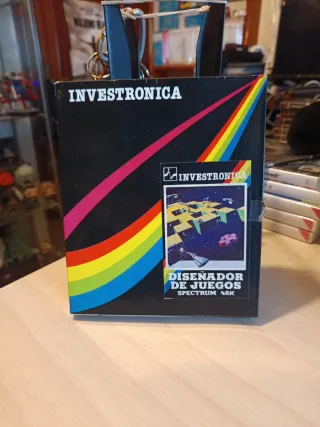 INVESTRONICA
INVESTRONICA
DISEÑADOR
DE JUEGOS
SPECTRUM 48K